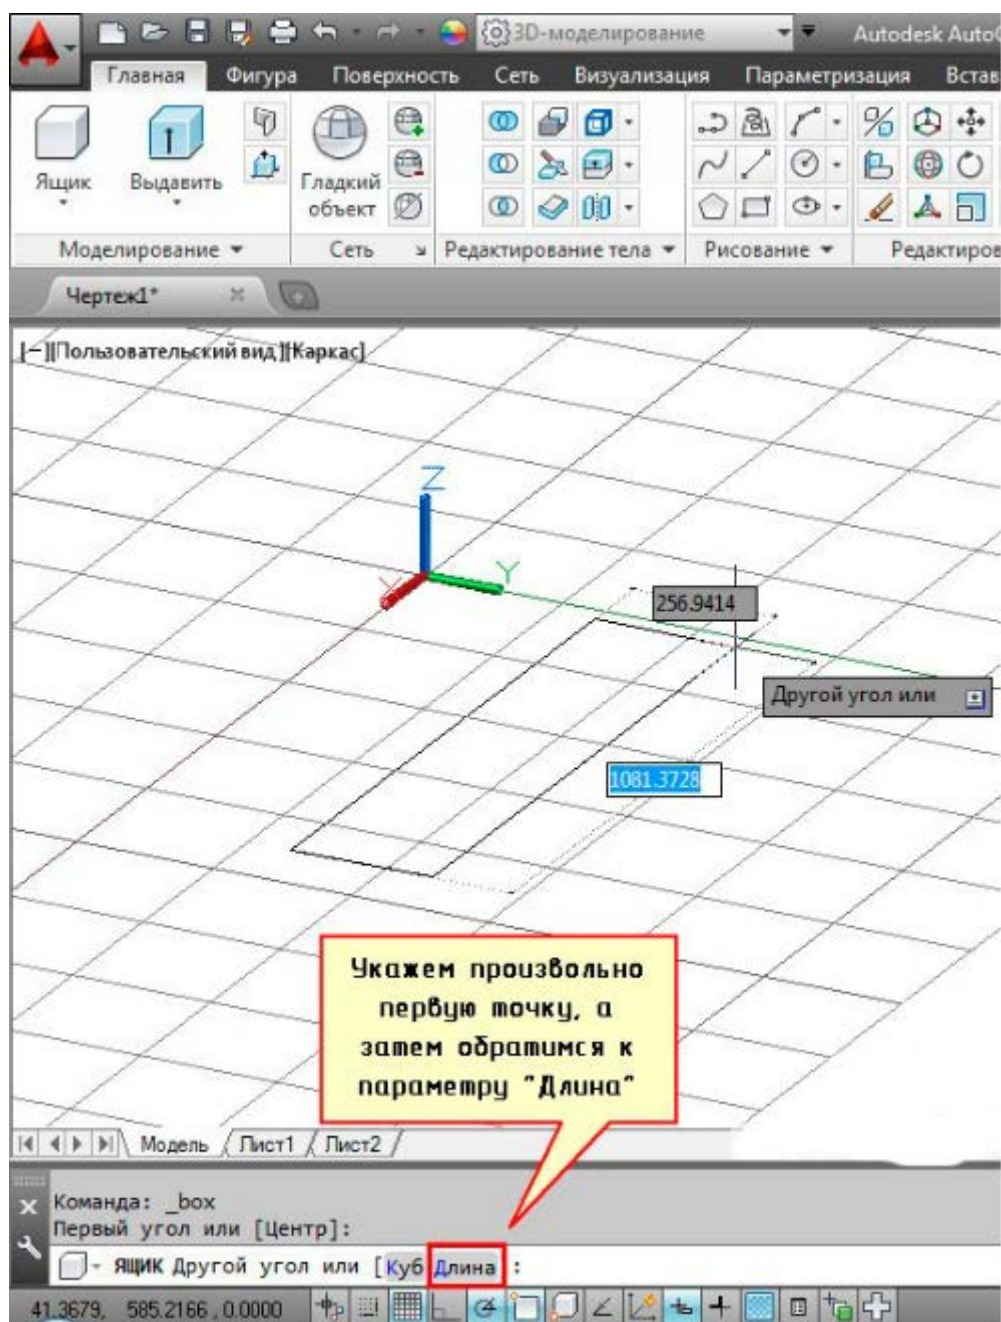 3D-моделирование
Autodesk Auto
Главная Фигура Поверхность Сеть Визуализация Параметризация Встав
Ящик Выдавить Гладкий
объект
Моделирование Сеть Редактирование тела Рисование Редактиров
Чертеж1*
[−][Пользовательский вид][Каркас]
Z
X Y
256.9414
Другой угол или
1081.3728
Укажем произвольно
первую точку, а
затем обратимся к
параметру "Длина"
Модель Лист1 Лист2
Команда: _box
Первый угол или [Центр]:
ЯЩИК Другой угол или [Куб Длина :
41.3679, 585.2166, 0.0000